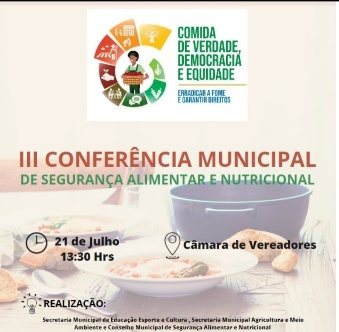 COMIDA
DE VERDADE,
DEMOCRACIA
E EQUIDADE
ERRADICAR A FOME
E GARANTIR DIREITOS
III CONFERÊNCIA MUNICIPAL
DE SEGURANÇA ALIMENTAR E NUTRICIONAL
21 de Julho
13:30 Hrs
Câmara de Vereadores
REALIZAÇÃO:
Secretaria Municipal de Educação Esporte e Cultura , Secretaria Municipal Agricultura e Meio
Ambiente e Conselho Municipal de Segurança Alimentar e Nutricional